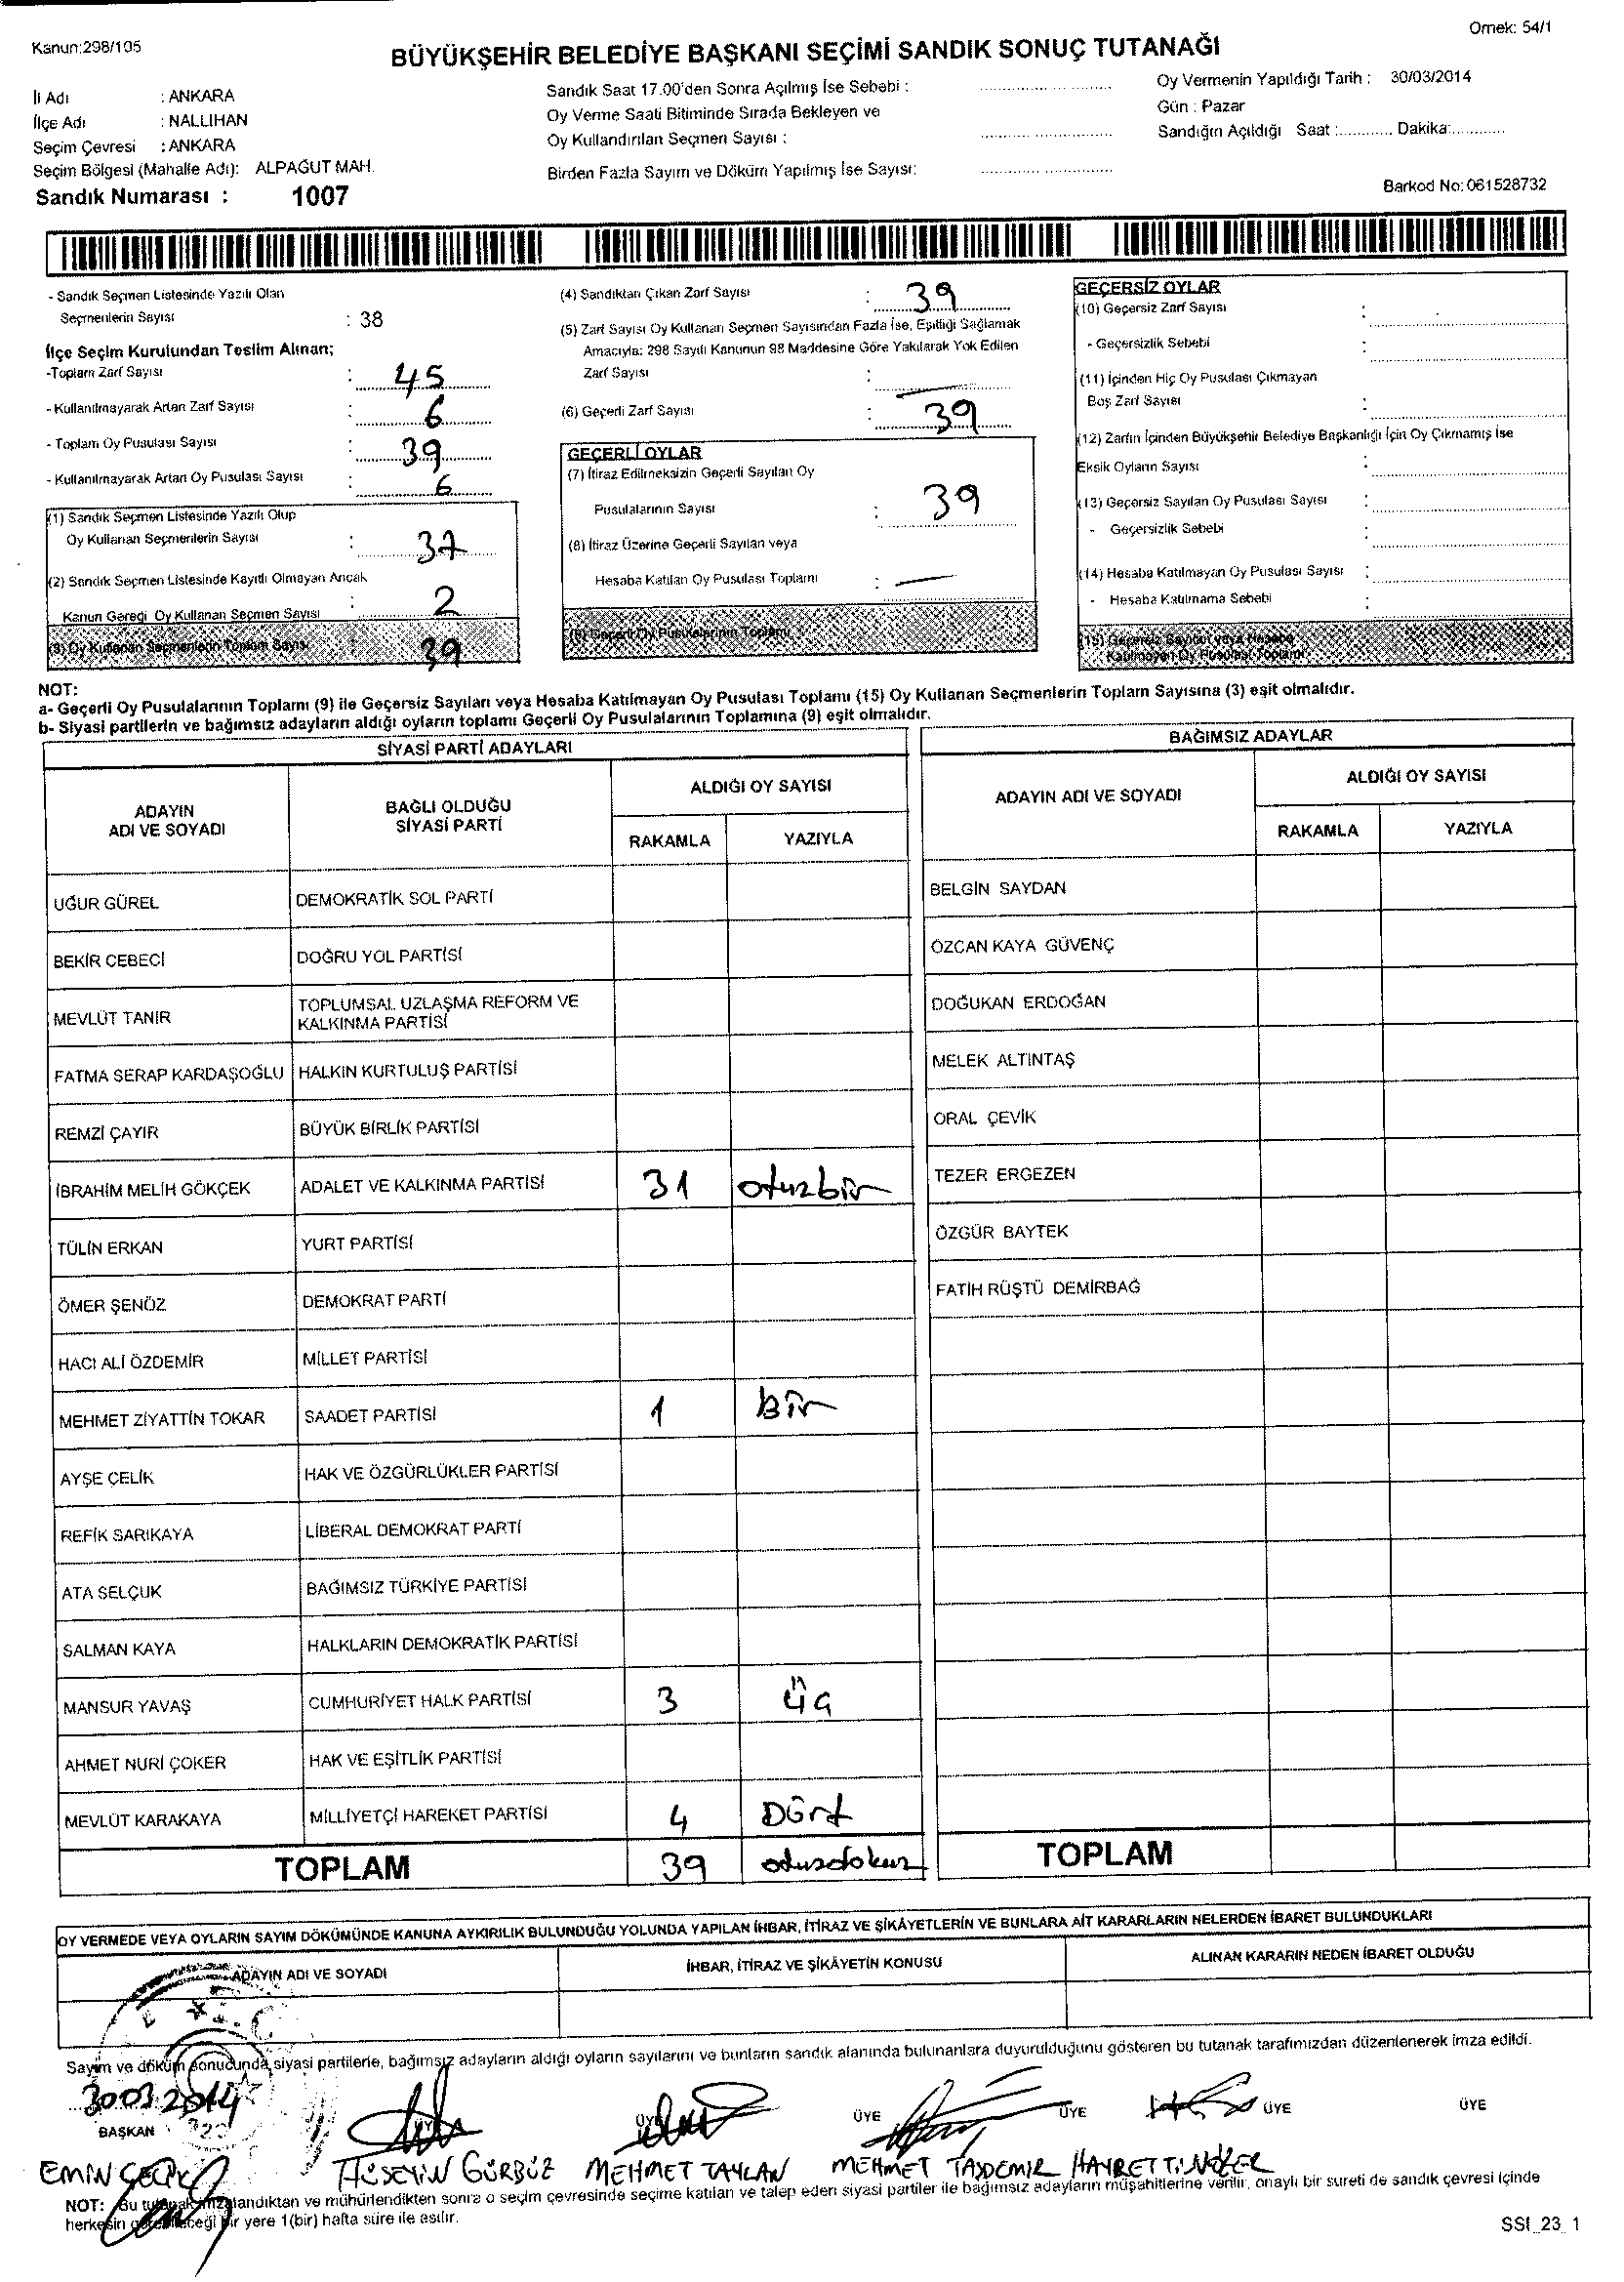 Kanun:298/105
Örnek: 54/1
BÜYÜKŞEHİR BELEDİYE BAŞKANI SEÇİMİ SANDIK SONUÇ TUTANAĞI
İli Adı : ANKARA
İlçe Adı : NALLIHAN
Seçim Çevresi : ANKARA
Seçim Bölgesi (Mahalle Adı): ALPAĞUT MAH.
Sandık Numarası : 1007
Sandık Saat 17.00'den Sonra Açılmış İse Sebebi :
Oy Verme Saati Bitiminde Sırada Bekleyen ve
Oy Kullandırılan Seçmen Sayısı :
Birden Fazla Sayım ve Döküm Yapılmış İse Sayısı:
Oy Vermenin Yapıldığı Tarih : 30/03/2014
Gün : Pazar
Sandığın Açıldığı Saat :............ Dakika:............
Barkod No: 061528732
- Sandık Seçmen Listesinde Yazılı Olan
Seçmenlerin Sayısı : 38
İlçe Seçim Kurulundan Teslim Alınan;
-Toplam Zarf Sayısı : 45
- Kullanılmayarak Artan Zarf Sayısı : 6
- Toplam Oy Pusulası Sayısı : 39
- Kullanılmayarak Artan Oy Pusulası Sayısı : 6
(1) Sandık Seçmen Listesinde Yazılı Olup
Oy Kullanan Seçmenlerin Sayısı : 37
(2) Sandık Seçmen Listesinde Kayıtlı Olmayan Ancak
Kanun Gereği Oy Kullanan Seçmen Sayısı : 2
(3) Oy Kullanan Seçmenlerin Toplam Sayısı : 39
(4) Sandıktan Çıkan Zarf Sayısı : 39
(5) Zarf Sayısı Oy Kullanan Seçmen Sayısından Fazla İse, Eşitliği Sağlamak
Amacıyla: 298 Sayılı Kanunun 98 Maddesine Göre Yakılarak Yok Edilen
Zarf Sayısı : —
(6) Geçerli Zarf Sayısı : 39
GEÇERLİ OYLAR
(7) İtiraz Edilmeksizin Geçerli Sayılan Oy
Pusulalarının Sayısı : 39
(8) İtiraz Üzerine Geçerli Sayılan veya
Hesaba Katılan Oy Pusulası Toplamı : —
(9) Geçerli Oy Pusulalarının Toplamı
GEÇERSİZ OYLAR
(10) Geçersiz Zarf Sayısı :
- Geçersizlik Sebebi :
(11) İçinden Hiç Oy Pusulası Çıkmayan
Boş Zarf Sayısı :
(12) Zarfın İçinden Büyükşehir Belediye Başkanlığı İçin Oy Çıkmamış İse
Eksik Oyların Sayısı :
(13) Geçersiz Sayılan Oy Pusulası Sayısı :
- Geçersizlik Sebebi :
(14) Hesaba Katılmayan Oy Pusulası Sayısı :
- Hesaba Katılmama Sebebi :
(15) Geçersiz Sayılan veya Hesaba
Katılmayan Oy Pusulası Toplamı
NOT:
a- Geçerli Oy Pusulalarının Toplamı (9) ile Geçersiz Sayılan veya Hesaba Katılmayan Oy Pusulası Toplamı (15) Oy Kullanan Seçmenlerin Toplam Sayısına (3) eşit olmalıdır.
b- Siyasi partilerin ve bağımsız adayların aldığı oyların toplamı Geçerli Oy Pusulalarının Toplamına (9) eşit olmalıdır.
SİYASİ PARTİ ADAYLARI
ADAYIN ADI VE SOYADI BAĞLI OLDUĞU SİYASİ PARTİ ALDIĞI OY SAYISI
RAKAMLA YAZIYLA
UĞUR GÜREL DEMOKRATİK SOL PARTİ
BEKİR CEBECİ DOĞRU YOL PARTİSİ
MEVLÜT TANIR TOPLUMSAL UZLAŞMA REFORM VE KALKINMA PARTİSİ
FATMA SERAP KARDAŞOĞLU HALKIN KURTULUŞ PARTİSİ
REMZİ ÇAYIR BÜYÜK BİRLİK PARTİSİ
İBRAHİM MELİH GÖKÇEK ADALET VE KALKINMA PARTİSİ 31 otuzbir
TÜLİN ERKAN YURT PARTİSİ
ÖMER ŞENÖZ DEMOKRAT PARTİ
HACI ALİ ÖZDEMİR MİLLET PARTİSİ
MEHMET ZİYATTİN TOKAR SAADET PARTİSİ 1 bir
AYŞE ÇELİK HAK VE ÖZGÜRLÜKLER PARTİSİ
REFİK SARIKAYA LİBERAL DEMOKRAT PARTİ
ATA SELÇUK BAĞIMSIZ TÜRKİYE PARTİSİ
SALMAN KAYA HALKLARIN DEMOKRATİK PARTİSİ
MANSUR YAVAŞ CUMHURİYET HALK PARTİSİ 3 üç
AHMET NURİ ÇOKER HAK VE EŞİTLİK PARTİSİ
MEVLÜT KARAKAYA MİLLİYETÇİ HAREKET PARTİSİ 4 Dört
TOPLAM 39 otuzdokuz
BAĞIMSIZ ADAYLAR
ADAYIN ADI VE SOYADI ALDIĞI OY SAYISI
RAKAMLA YAZIYLA
BELGİN SAYDAN
ÖZCAN KAYA GÜVENÇ
DOĞUKAN ERDOĞAN
MELEK ALTINTAŞ
ORAL ÇEVİK
TEZER ERGEZEN
ÖZGÜR BAYTEK
FATİH RÜŞTÜ DEMİRBAĞ
TOPLAM
OY VERMEDE VEYA OYLARIN SAYIM DÖKÜMÜNDE KANUNA AYKIRILIK BULUNDUĞU YOLUNDA YAPILAN İHBAR, İTİRAZ VE ŞİKAYETLERİN VE BUNLARA AİT KARARLARIN NELERDEN İBARET BULUNDUKLARI
ADAYIN ADI VE SOYADI İHBAR, İTİRAZ VE ŞİKAYETİN KONUSU ALINAN KARARIN NEDEN İBARET OLDUĞU
Sayım ve döküm sonucunda siyasi partilerle, bağımsız adayların aldığı oyların sayılarını ve bunların sandık alanında bulunanlara duyurulduğunu gösteren bu tutanak tarafımızdan düzenlenerek imza edildi.
30.03.2014
BAŞKAN ÜYE ÜYE ÜYE ÜYE ÜYE
EMİN HÜSEYİN GÜRBÜZ MEHMET TAYLAN MEHMET TAŞDEMİR HAYRETTİN
NOT: Bu tutanak imzalandıktan ve mühürlendikten sonra o seçim çevresinde seçime katılan ve talep eden siyasi partiler ile bağımsız adayların müşahitlerine verilir, onaylı bir sureti de sandık çevresi içinde
herkesin görebileceği bir yere 1(bir) hafta süre ile asılır.
SSI_23_1